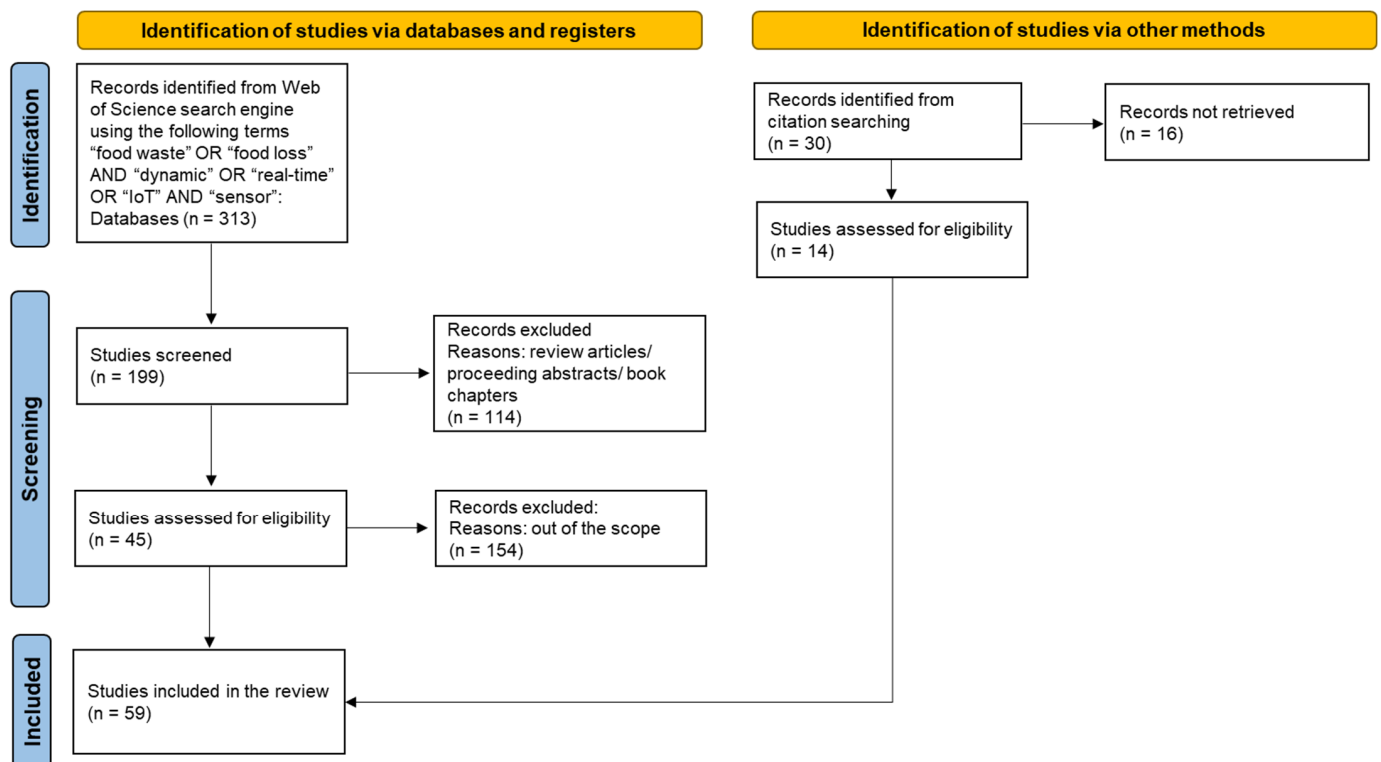 Identification of studies via databases and registers
Identification of studies via other methods
Identification
Records identified from Web
of Science search engine
using the following terms
“food waste” OR “food loss”
AND “dynamic” OR “real-time”
OR “IoT” AND “sensor”:
Databases (n = 313)
Records identified from
citation searching
(n = 30)
Records not retrieved
(n = 16)
Studies assessed for eligibility
(n = 14)
Screening
Studies screened
(n = 199)
Records excluded
Reasons: review articles/
proceeding abstracts/ book
chapters
(n = 114)
Studies assessed for eligibility
(n = 45)
Records excluded:
Reasons: out of the scope
(n = 154)
Included
Studies included in the review
(n = 59)